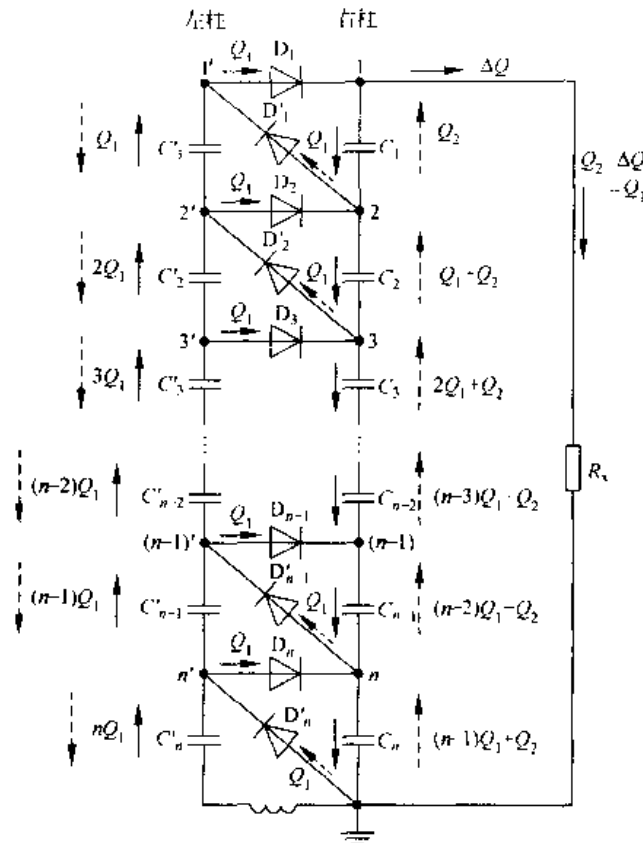 左柱 右柱
1' Q₁ D₁ 1 ΔQ
Q₁ C'₃ D'₁ Q₁ C₁ Q₂
Q₂ ΔQ
-Q₁
Q₁ D₂
2' 2
2Q₁ C'₂ D'₂ Q₁ C₂ Q₁-Q₂
Q₁ D₃
3' 3
3Q₁ C'₃ C₃ 2Q₁+Q₂
Rₓ
(n-2)Q₁ C'ₙ₋₂ Cₙ₋₂ (n-3)Q₁·Q₂
Q₁ Dₙ₋₁
(n-1)' (n-1)
(n-1)Q₁ C'ₙ₋₁ D'ₙ₋₁ Q₁ Cₙ₋₁ (n-2)Q₁-Q₂
Q₁ Dₙ
n' n
nQ₁ C'ₙ D'ₙ Q₁ Cₙ (n-1)Q₁+Q₂